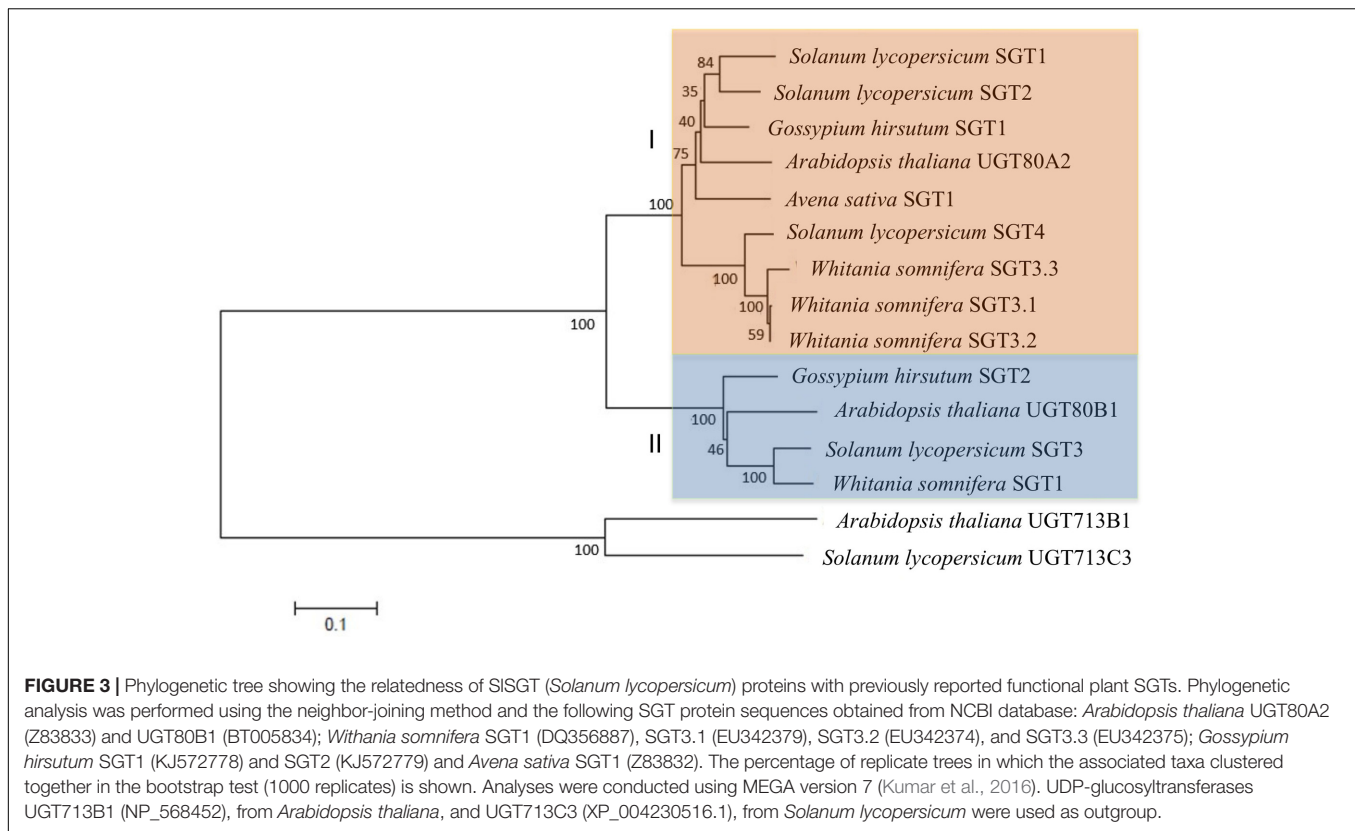 Solanum lycopersicum SGT1
84
Solanum lycopersicum SGT2
35
Gossypium hirsutum SGT1
40
I
Arabidopsis thaliana UGT80A2
75
Avena sativa SGT1
100
Solanum lycopersicum SGT4
Whitania somnifera SGT3.3
100
Whitania somnifera SGT3.1
100
100
59
Whitania somnifera SGT3.2
Gossypium hirsutum SGT2
Arabidopsis thaliana UGT80B1
100
II
46
Solanum lycopersicum SGT3
100
Whitania somnifera SGT1
Arabidopsis thaliana UGT713B1
100
Solanum lycopersicum UGT713C3
0.1
FIGURE 3 | Phylogenetic tree showing the relatedness of SlSGT (Solanum lycopersicum) proteins with previously reported functional plant SGTs. Phylogenetic
analysis was performed using the neighbor-joining method and the following SGT protein sequences obtained from NCBI database: Arabidopsis thaliana UGT80A2
(Z83833) and UGT80B1 (BT005834); Withania somnifera SGT1 (DQ356887), SGT3.1 (EU342379), SGT3.2 (EU342374), and SGT3.3 (EU342375); Gossypium
hirsutum SGT1 (KJ572778) and SGT2 (KJ572779) and Avena sativa SGT1 (Z83832). The percentage of replicate trees in which the associated taxa clustered
together in the bootstrap test (1000 replicates) is shown. Analyses were conducted using MEGA version 7 (Kumar et al., 2016). UDP-glucosyltransferases
UGT713B1 (NP_568452), from Arabidopsis thaliana, and UGT713C3 (XP_004230516.1), from Solanum lycopersicum were used as outgroup.